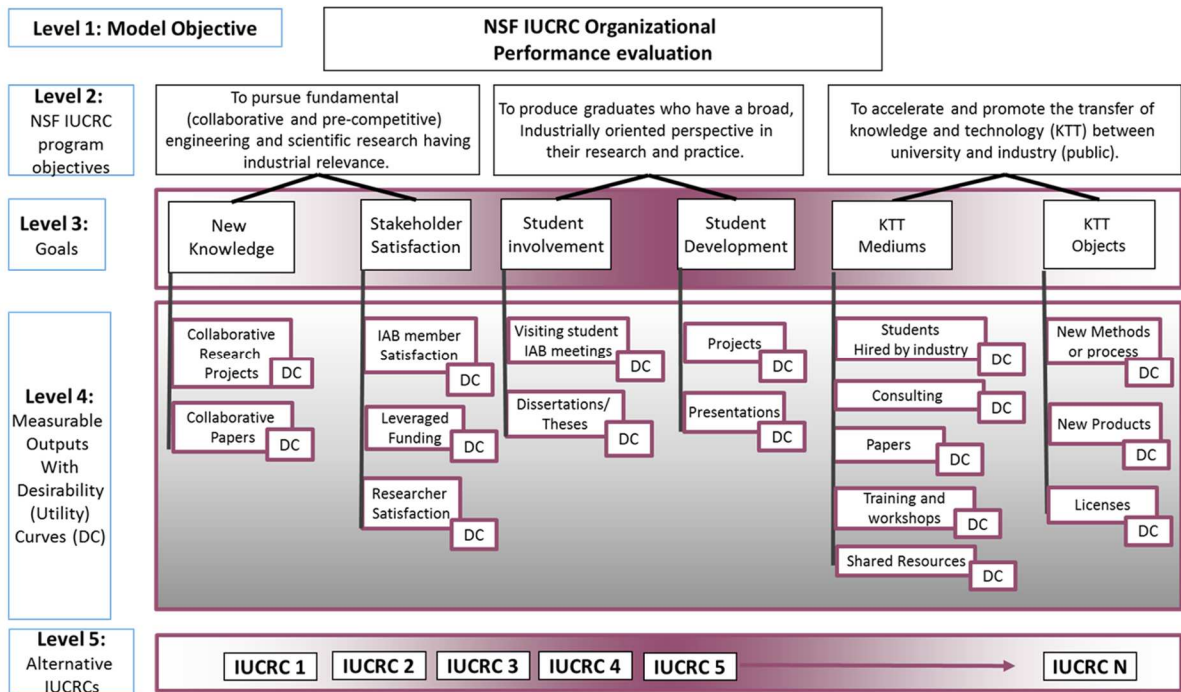 Level 1: Model Objective
NSF IUCRC Organizational
Performance evaluation
Level 2:
NSF IUCRC
program
objectives
To pursue fundamental
(collaborative and pre-competitive)
engineering and scientific research having
industrial relevance.
To produce graduates who have a broad,
Industrially oriented perspective in
their research and practice.
To accelerate and promote the transfer of
knowledge and technology (KTT) between
university and industry (public).
Level 3:
Goals
New
Knowledge
Stakeholder
Satisfaction
Student
involvement
Student
Development
KTT
Mediums
KTT
Objects
Level 4:
Measurable
Outputs
With
Desirability
(Utility)
Curves (DC)
Collaborative
Research
Projects
DC
Collaborative
Papers
DC
IAB member
Satisfaction
DC
Leveraged
Funding
DC
Researcher
Satisfaction
DC
Visiting student
IAB meetings
DC
Dissertations/
Theses
DC
Projects
DC
Presentations
DC
Students
Hired by industry
DC
Consulting
DC
Papers
DC
Training and
workshops
DC
Shared Resources
DC
New Methods
or process
DC
New Products
DC
Licenses
DC
Level 5:
Alternative
IUCRCs
IUCRC 1
IUCRC 2
IUCRC 3
IUCRC 4
IUCRC 5
IUCRC N